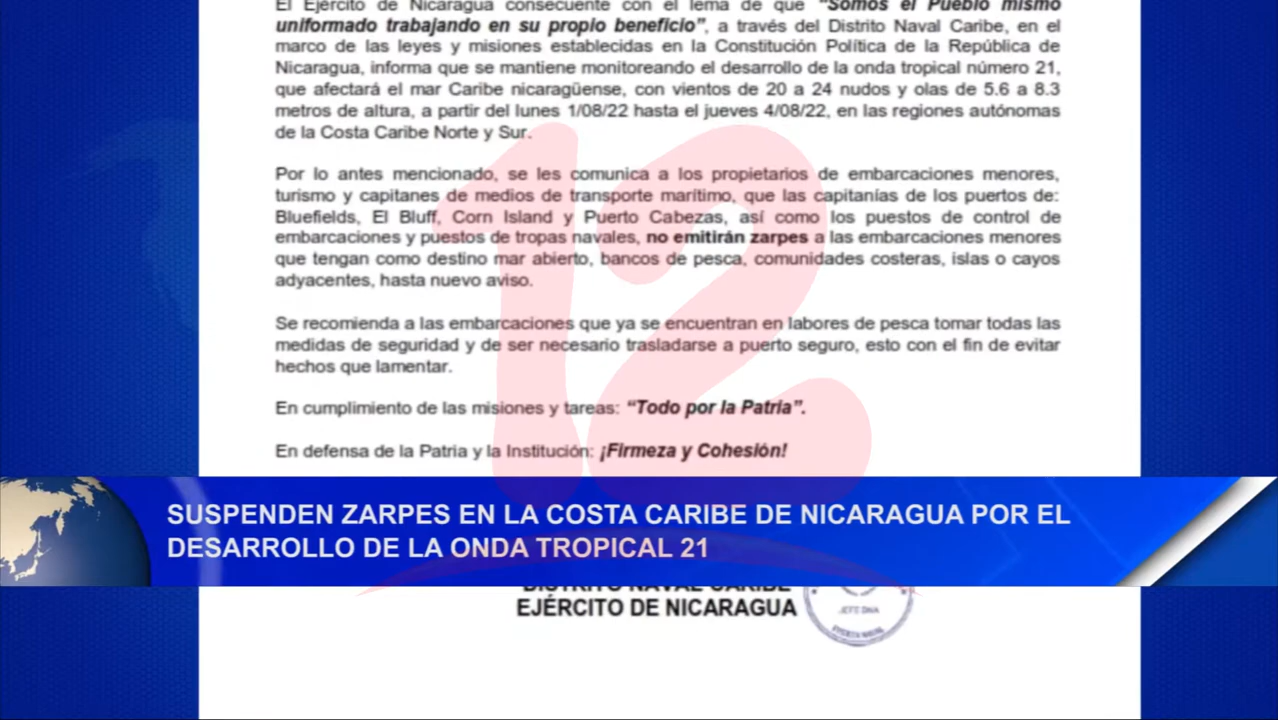 El Ejército de Nicaragua consecuente con el lema de que "Somos el Pueblo mismo
uniformado trabajando en su propio beneficio", a través del Distrito Naval Caribe, en el
marco de las leyes y misiones establecidas en la Constitución Política de la República de
Nicaragua, informa que se mantiene monitoreando el desarrollo de la onda tropical número 21,
que afectará el mar Caribe nicaragüense, con vientos de 20 a 24 nudos y olas de 5.6 a 8.3
metros de altura, a partir del lunes 1/08/22 hasta el jueves 4/08/22, en las regiones autónomas
de la Costa Caribe Norte y Sur.
Por lo antes mencionado, se les comunica a los propietarios de embarcaciones menores,
turismo y capitanes de medios de transporte marítimo, que las capitanías de los puertos de:
Bluefields, El Bluff, Corn Island y Puerto Cabezas, así como los puestos de control de
embarcaciones y puestos de tropas navales, no emitirán zarpes a las embarcaciones menores
que tengan como destino mar abierto, bancos de pesca, comunidades costeras, islas o cayos
adyacentes, hasta nuevo aviso.
Se recomienda a las embarcaciones que ya se encuentran en labores de pesca tomar todas las
medidas de seguridad y de ser necesario trasladarse a puerto seguro, esto con el fin de evitar
hechos que lamentar.
En cumplimiento de las misiones y tareas: "Todo por la Patria".
En defensa de la Patria y la Institución: ¡Firmeza y Cohesión!
12
SUSPENDEN ZARPES EN LA COSTA CARIBE DE NICARAGUA POR EL
DESARROLLO DE LA ONDA TROPICAL 21
DISTRITO NAVAL CARIBE
EJÉRCITO DE NICARAGUA
JEFE DNA
FUERZA NAVAL